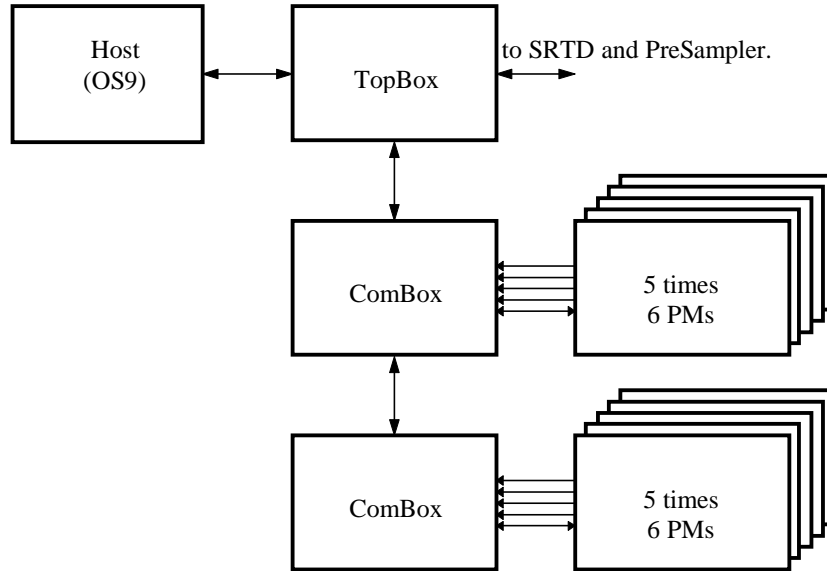 Host
(OS9)
TopBox
to SRTD and PreSampler.
ComBox
5 times
6 PMs
ComBox
5 times
6 PMs